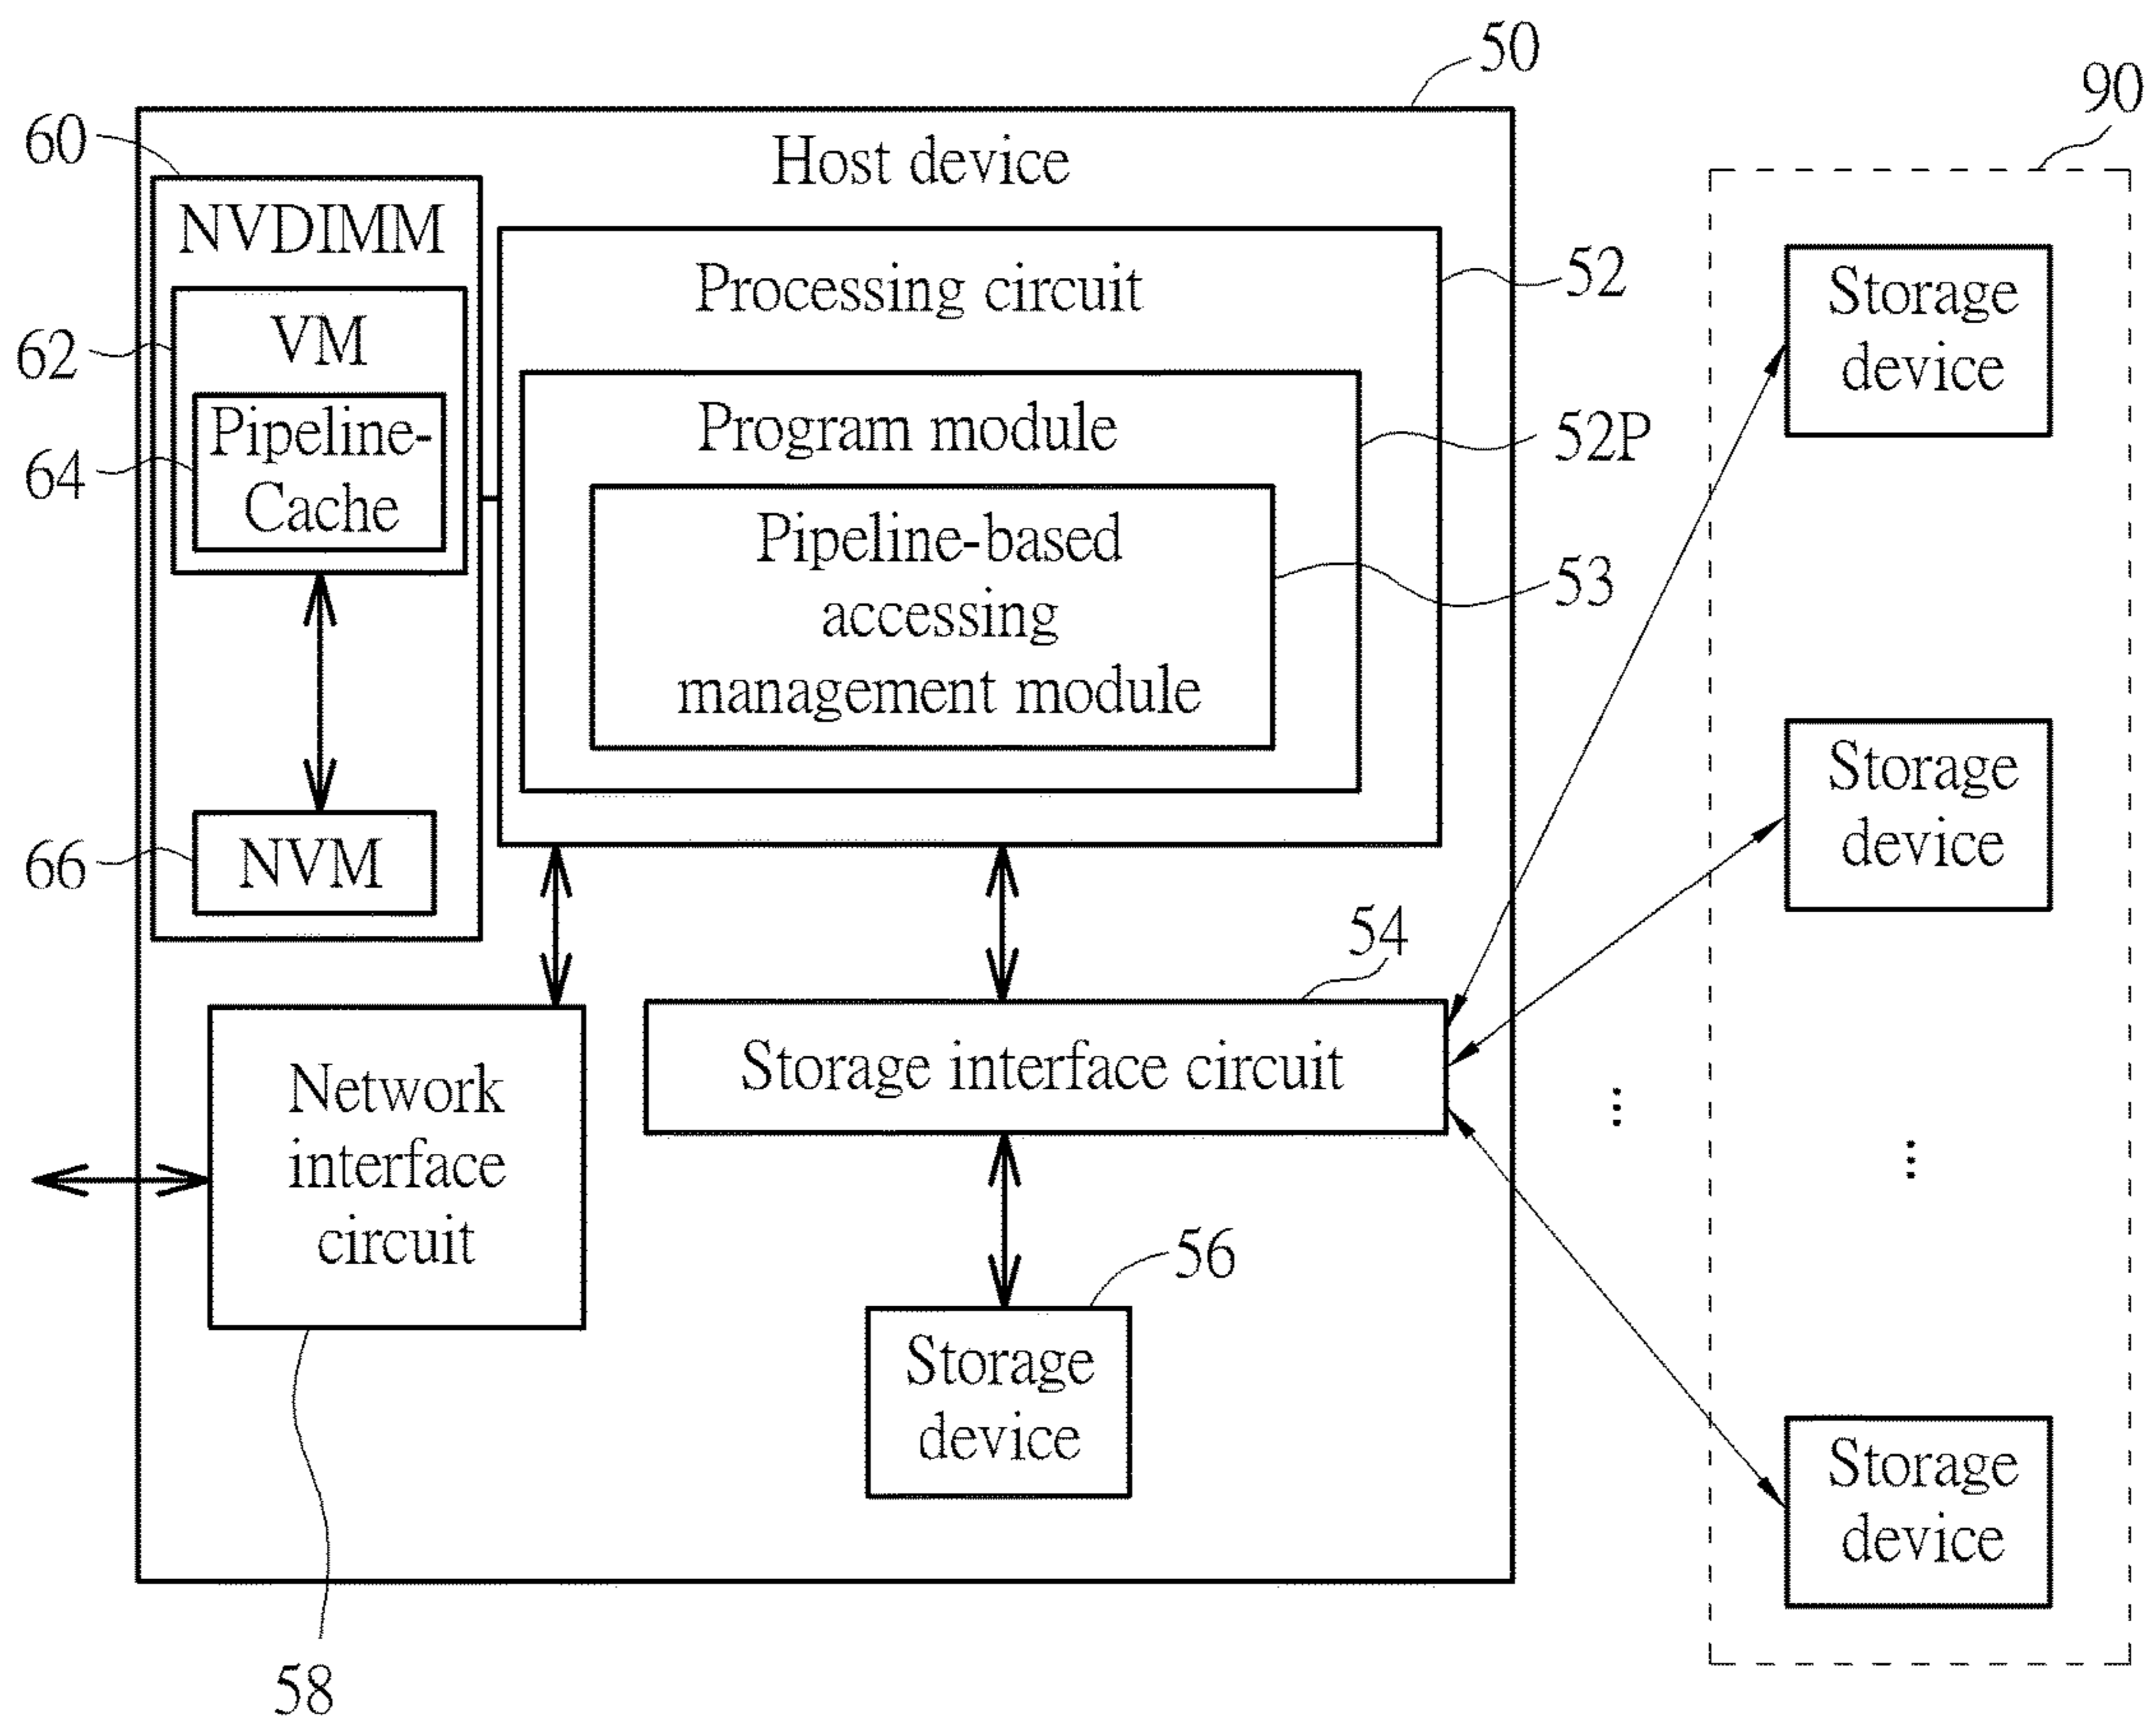 50
90
60
Host device
NVDIMM
Processing circuit
52
Storage
device
62
VM
Pipeline-
Cache
64
Program module
52P
Pipeline-based
accessing
management module
53
Storage
device
66
NVM
54
Network
interface
circuit
Storage interface circuit
...
...
56
Storage
device
Storage
device
58